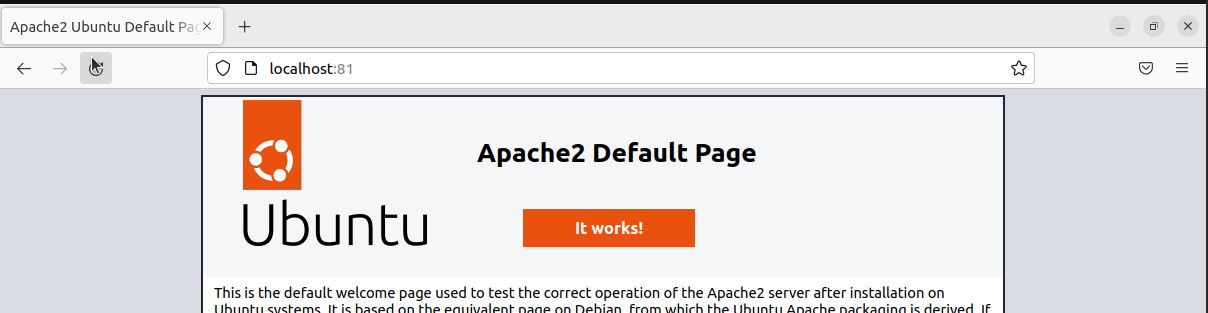 Apache2 Ubuntu Default Pag
localhost:81
Apache2 Default Page
Ubuntu
It works!
This is the default welcome page used to test the correct operation of the Apache2 server after installation on
Ubuntu systems. It is based on the equivalent page on Debian, from which the Ubuntu Apache packaging is derived. If